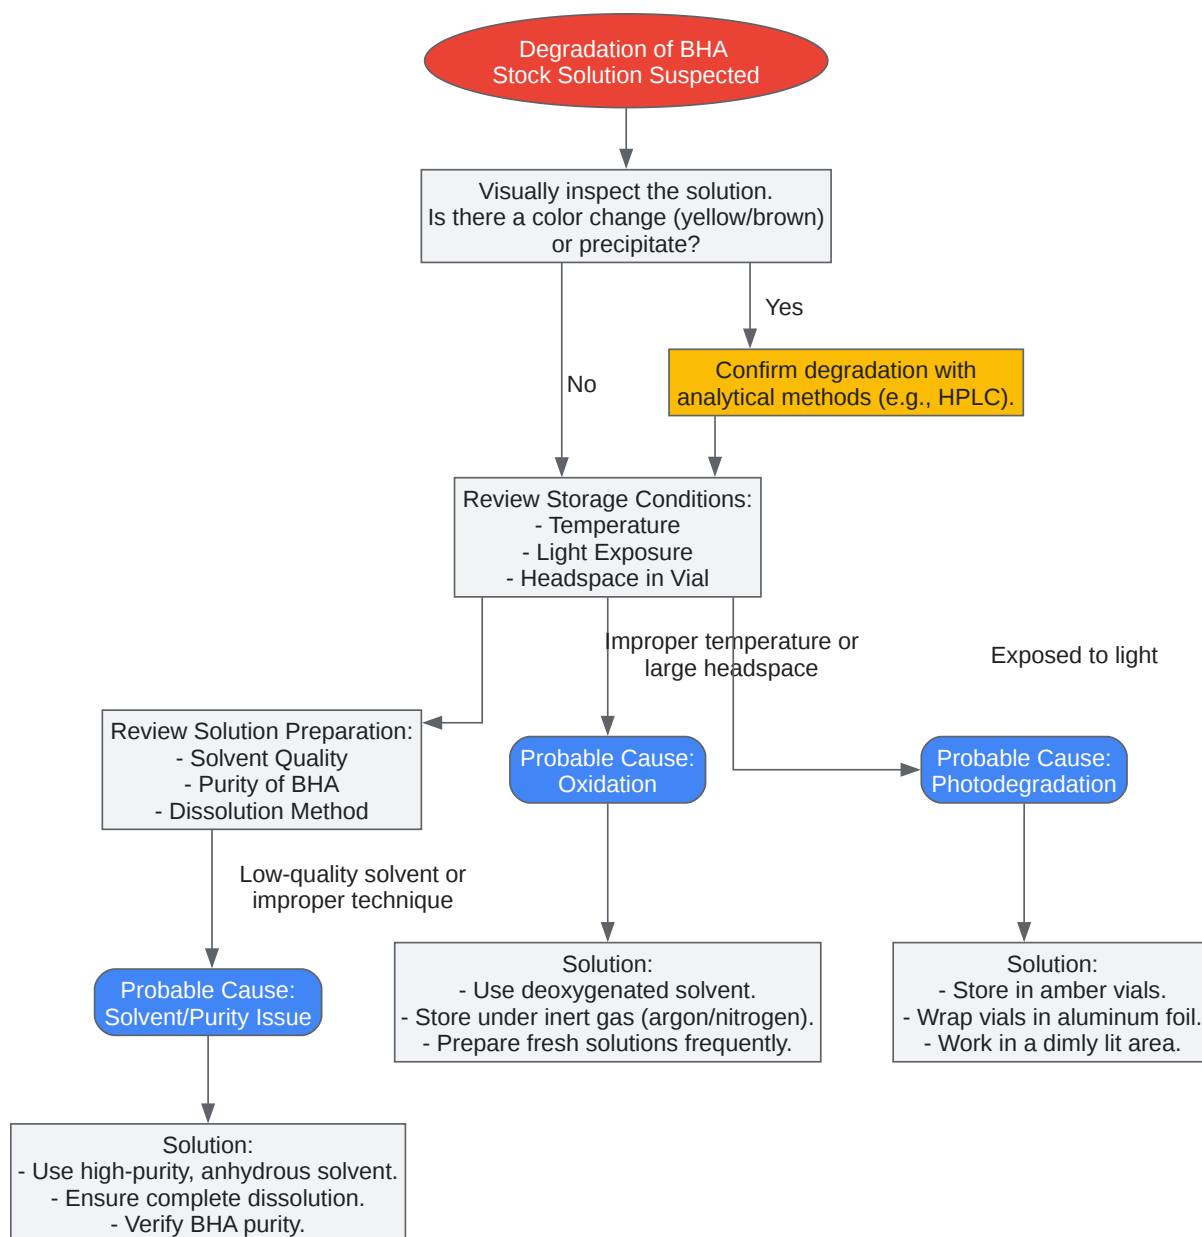 Degradation of BHA
Stock Solution Suspected
Visually inspect the solution.
Is there a color change (yellow/brown)
or precipitate?
Yes
No
Confirm degradation with
analytical methods (e.g., HPLC).
Review Storage Conditions:
- Temperature
- Light Exposure
- Headspace in Vial
Improper temperature or
large headspace
Exposed to light
Review Solution Preparation:
- Solvent Quality
- Purity of BHA
- Dissolution Method
Probable Cause:
Oxidation
Probable Cause:
Photodegradation
Low-quality solvent or
improper technique
Probable Cause:
Solvent/Purity Issue
Solution:
- Use deoxygenated solvent.
- Store under inert gas (argon/nitrogen).
- Prepare fresh solutions frequently.
Solution:
- Store in amber vials.
- Wrap vials in aluminum foil.
- Work in a dimly lit area.
Solution:
- Use high-purity, anhydrous solvent.
- Ensure complete dissolution.
- Verify BHA purity.